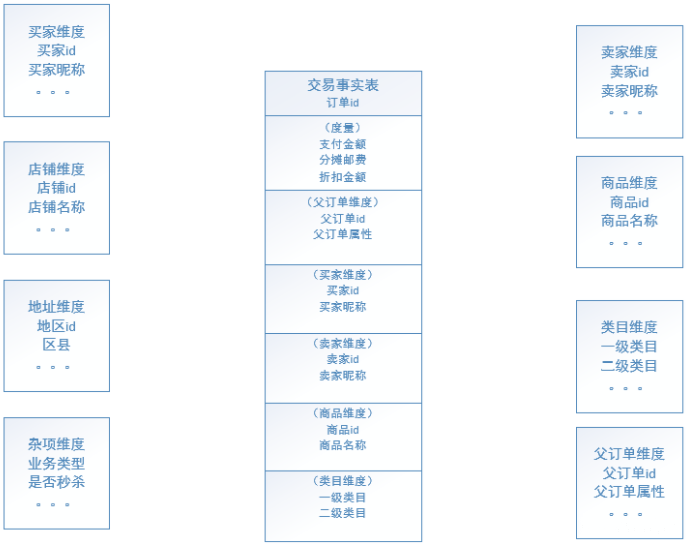 买家维度
买家id
买家昵称
。。。
店铺维度
店铺id
店铺名称
。。。
地址维度
地区id
区县
。。。
杂项维度
业务类型
是否秒杀
。。。
交易事实表
订单id
（度量）
支付金额
分摊邮费
折扣金额
（父订单维度）
父订单id
父订单属性
（买家维度）
买家id
买家昵称
（卖家维度）
卖家id
卖家昵称
（商品维度）
商品id
商品名称
（类目维度）
一级类目
二级类目
卖家维度
卖家id
卖家昵称
。。。
商品维度
商品id
商品名称
。。。
类目维度
一级类目
二级类目
。。。
父订单维度
父订单id
父订单属性
。。。